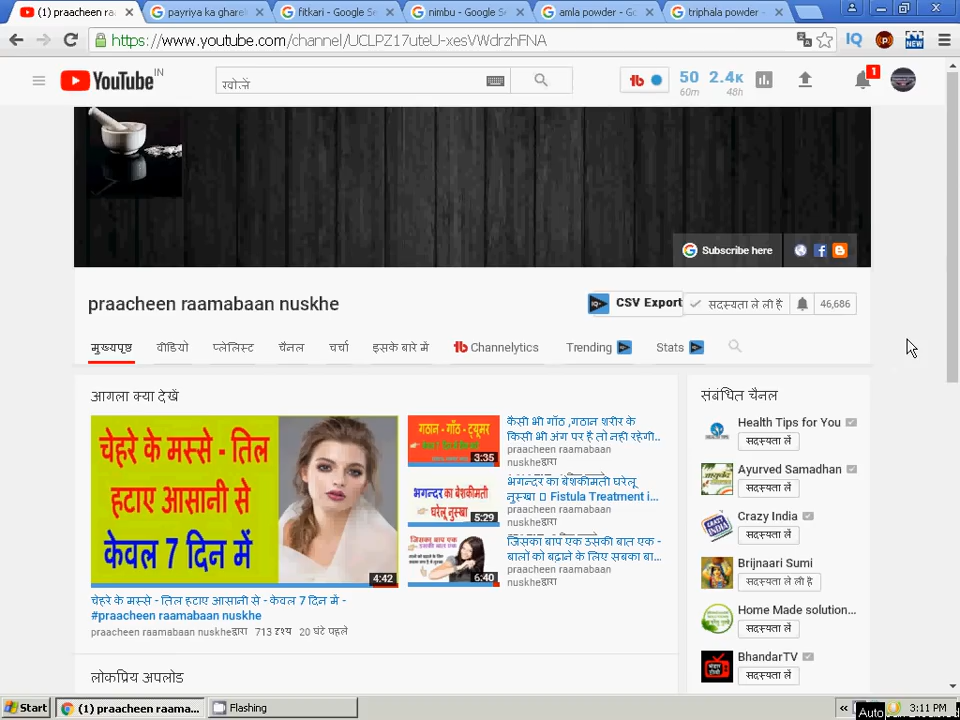 (1) praacheen ra
payriya ka ghare
fitkari - Google Se
nimbu - Google Se
amla powder - Go
triphala powder -
https://www.youtube.com/channel/UCLPZ17uteU-xesVWdrzhFNA
IQ
NEW
YouTube IN
खोजें
tb
50
60m
2.4K
48h
1
Subscribe here
praacheen raamabaan nuskhe
CSV Export
सदस्यता ले ली है
46,686
मुख्यपृष्ठ
वीडियो
प्लेलिस्ट
चैनल
चर्चा
इसके बारे में
tb Channelytics
Trending
Stats
आगला क्या देखें
चेहरे के मस्से - तिल
हटाए आसानी से
केवल 7 दिन में
4:42
चेहरे के मस्से - तिल हटाए आसानी से - केवल 7 दिन में -
#praacheen raamabaan nuskhe
praacheen raamabaan nuskheद्वारा 713 दृश्य 20 घंटे पहले
गठान - गाँठ - ट्यूमर
3:35
कैसी भी गाँठ ,गठान शरीर के
किसी भी अंग पर है तो नही रहेगी..
praacheen raamabaan
nuskheद्वारा
भगन्दर का बेशकीमती
घरेलू नुस्खा
5:29
भगन्दर का बेशकीमती घरेलू
नुस्खा Fistula Treatment i...
praacheen raamabaan
nuskheद्वारा
जिसका बाप एक
6:40
जिसका बाप एक उसकी बात एक -
बालों को बढ़ाने के लिए सबका बा...
praacheen raamabaan
nuskheद्वारा
लोकप्रिय अपलोड
संबंधित चैनल
Health Tips for You
सदस्यता लें
Ayurved Samadhan
सदस्यता लें
Crazy India
सदस्यता लें
Brijnaari Sumi
सदस्यता ले ली है
Home Made solution...
सदस्यता लें
BhandarTV
सदस्यता लें
Start
(1) praacheen raama...
Flashing
3:11 PM